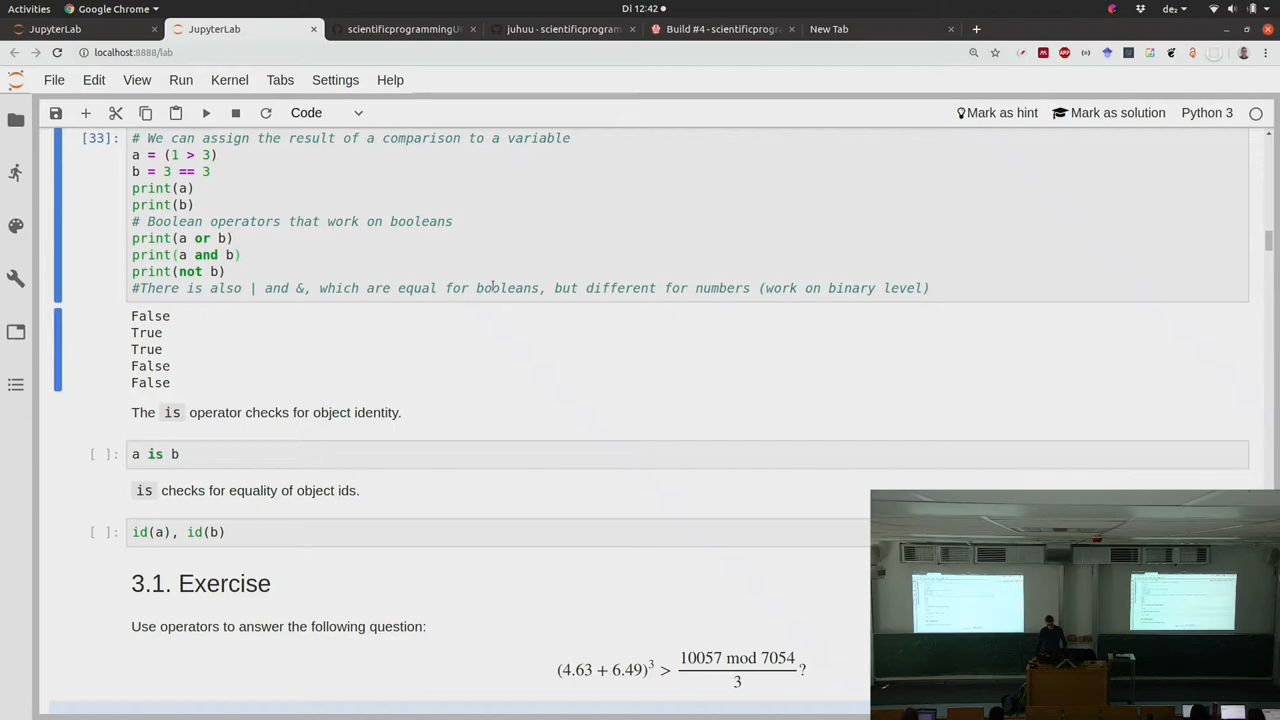 Activities
Google Chrome
Di 12:42
de₂
JupyterLab
JupyterLab
scientificprogrammingU
juhuu · scientificprogram
Build #4 - scientificprogr
New Tab
localhost:8888/lab
File Edit View Run Kernel Tabs Settings Help
Code
Mark as hint
Mark as solution
Python 3
[33]: # We can assign the result of a comparison to a variable
a = (1 > 3)
b = 3 == 3
print(a)
print(b)
# Boolean operators that work on booleans
print(a or b)
print(a and b)
print(not b)
#There is also | and &, which are equal for booleans, but different for numbers (work on binary level)
False
True
True
False
False
The is operator checks for object identity.
[ ]: a is b
is checks for equality of object ids.
[ ]: id(a), id(b)
3.1. Exercise
Use operators to answer the following question:
(4.63 + 6.49)³ > 10057 mod 7054 / 3 ?